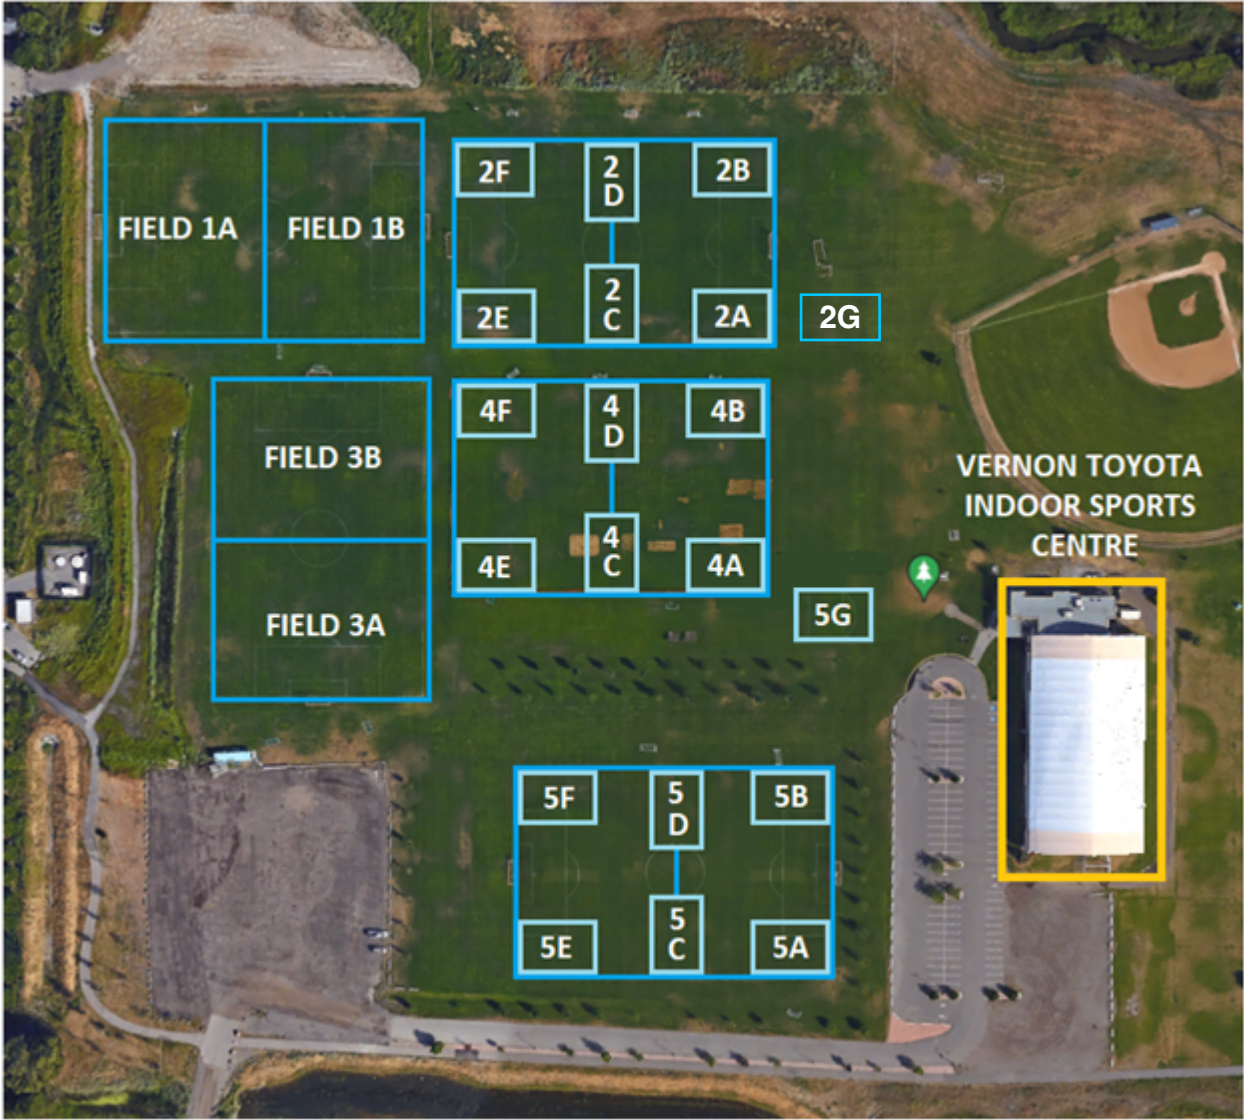 FIELD 1A
FIELD 1B
2F
2
D
2B
2E
2
C
2A
2G
FIELD 3B
FIELD 3A
4F
4
D
4B
4E
4
C
4A
VERNON TOYOTA
INDOOR SPORTS
CENTRE
5G
5F
5
D
5B
5E
5
C
5A